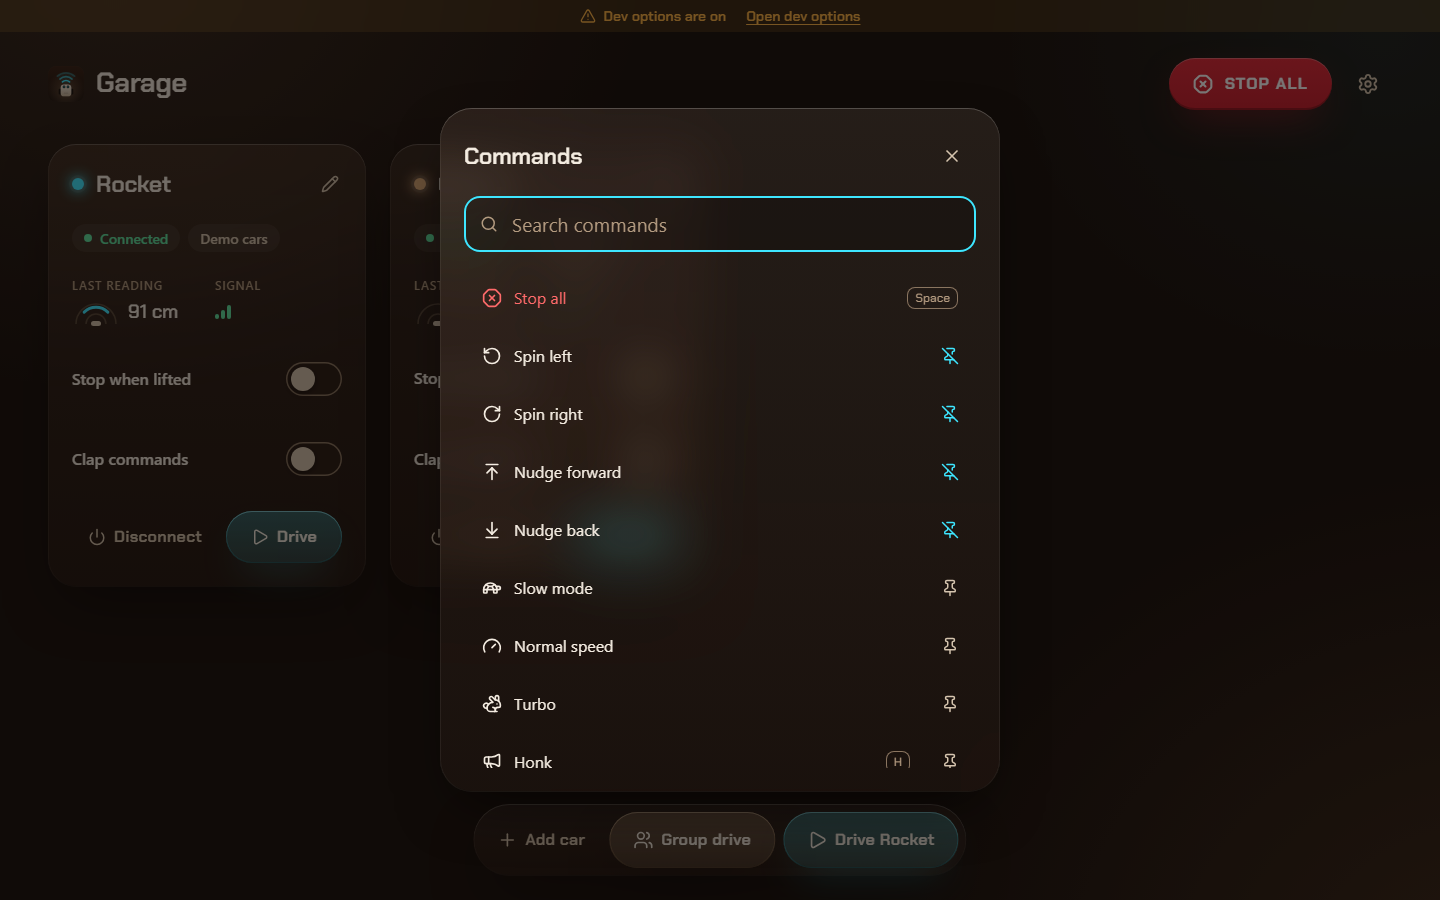 Dev options are on Open dev options
Garage
STOP ALL
Rocket
Connected Demo cars
LAST READING SIGNAL
91 cm
Stop when lifted
Clap commands
Disconnect Drive
Commands
Search commands
Stop all Space
Spin left
Spin right
Nudge forward
Nudge back
Slow mode
Normal speed
Turbo
Honk H
Add car Group drive Drive Rocket